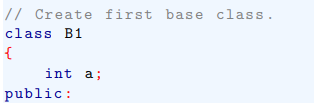 // Create first base class.
class B1
{
    int a;
public: